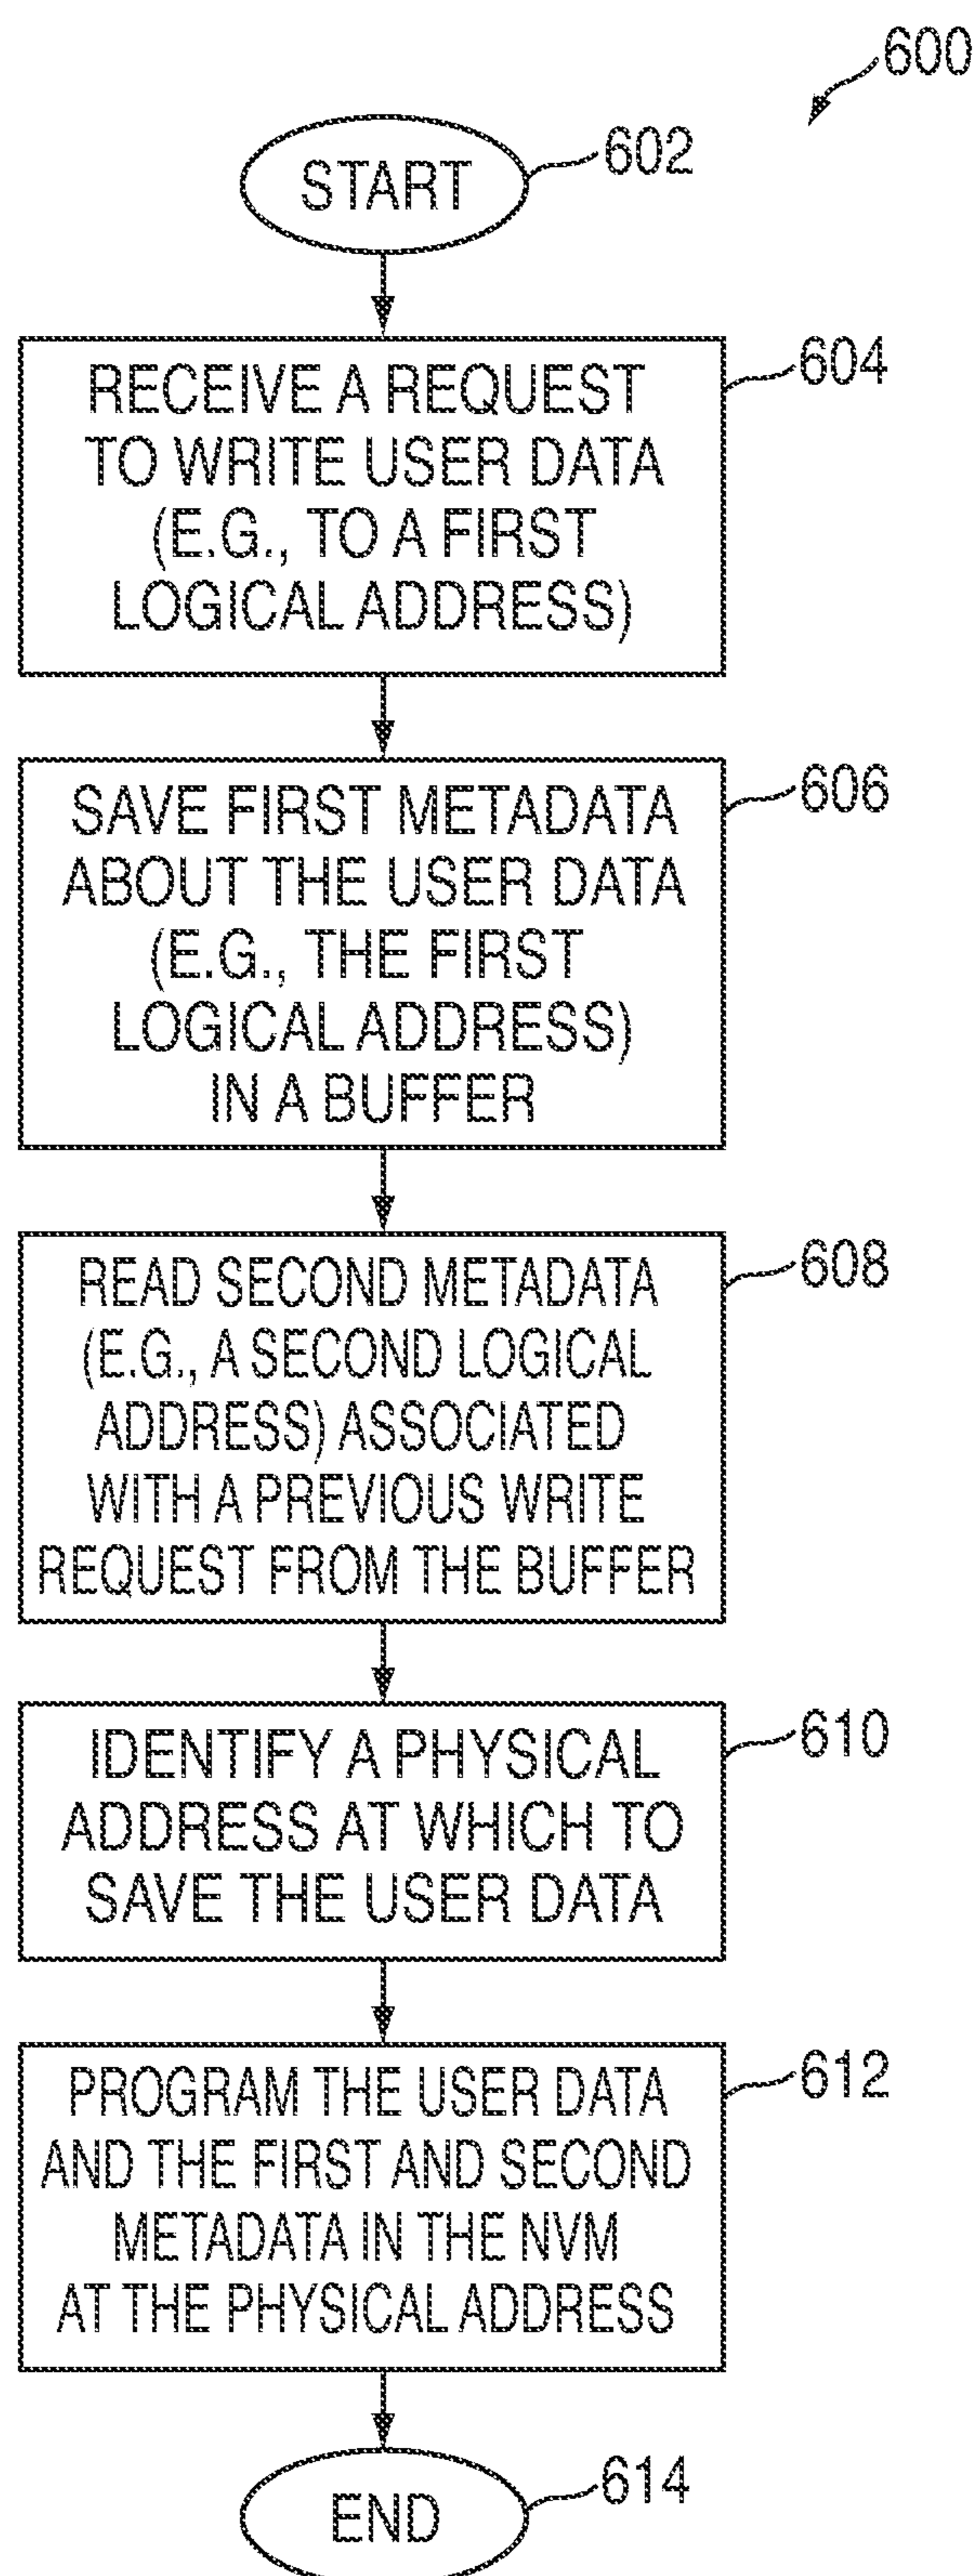 600
START
602
RECEIVE A REQUEST
TO WRITE USER DATA
(E.G., TO A FIRST
LOGICAL ADDRESS)
604
SAVE FIRST METADATA
ABOUT THE USER DATA
(E.G., THE FIRST
LOGICAL ADDRESS)
IN A BUFFER
606
READ SECOND METADATA
(E.G., A SECOND LOGICAL
ADDRESS) ASSOCIATED
WITH A PREVIOUS WRITE
REQUEST FROM THE BUFFER
608
IDENTIFY A PHYSICAL
ADDRESS AT WHICH TO
SAVE THE USER DATA
610
PROGRAM THE USER DATA
AND THE FIRST AND SECOND
METADATA IN THE NVM
AT THE PHYSICAL ADDRESS
612
END
614